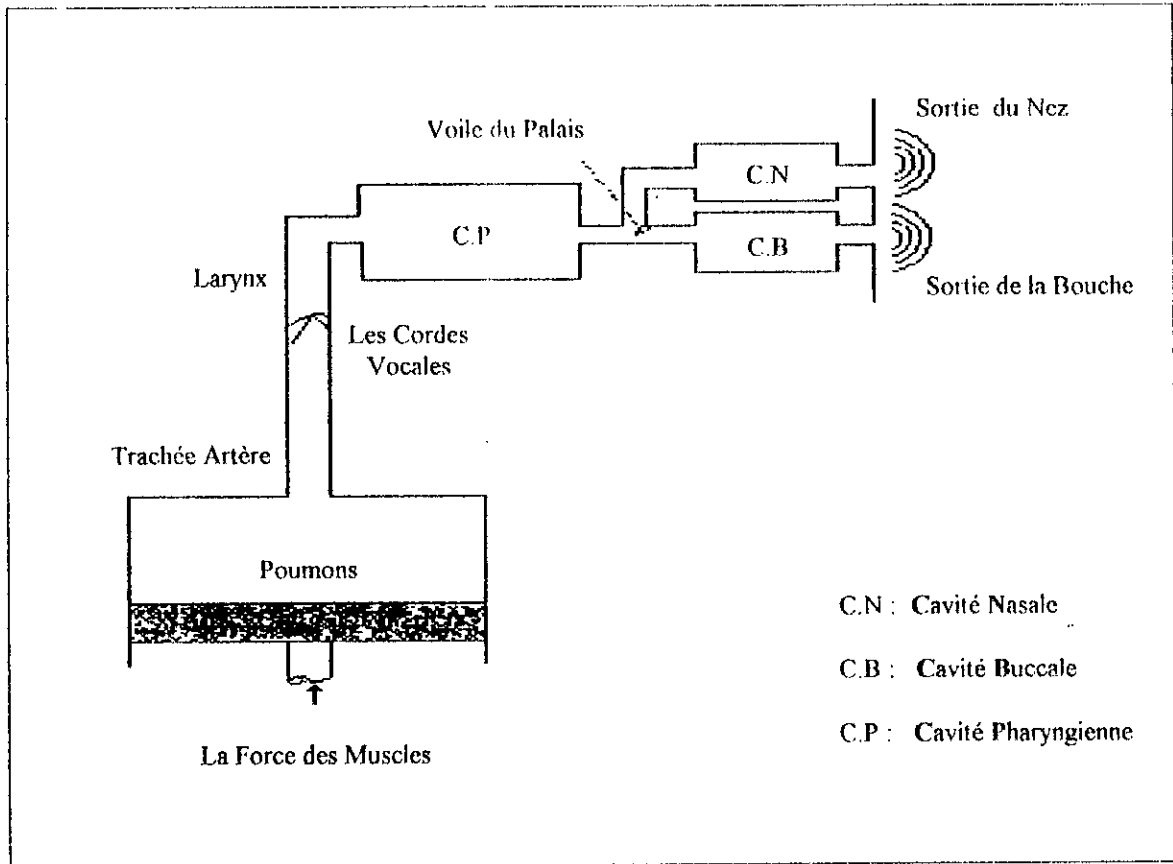 Sortie du Nez
Voile du Palais
C.N
C.P
C.B
Larynx
Sortie de la Bouche
Les Cordes
Vocales
Trachée Artère
Poumons
C.N : Cavité Nasale
C.B : Cavité Buccale
C.P : Cavité Pharyngienne
La Force des Muscles